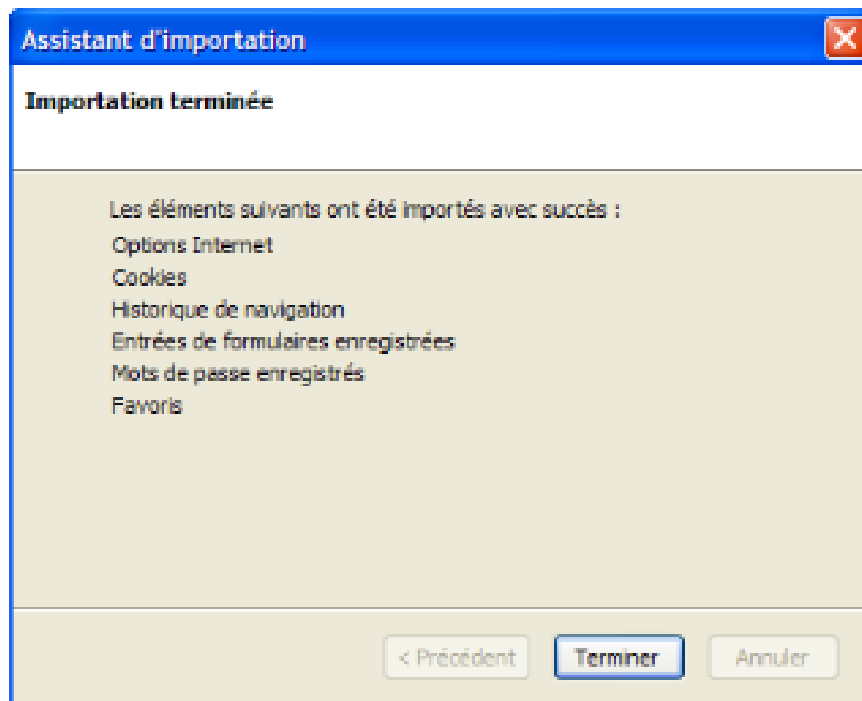 Assistant d'importation
Importation terminée
Les éléments suivants ont été importés avec succès :
Options Internet
Cookies
Historique de navigation
Entrées de formulaires enregistrées
Mots de passe enregistrés
Favoris
< Précédent Terminer Annuler